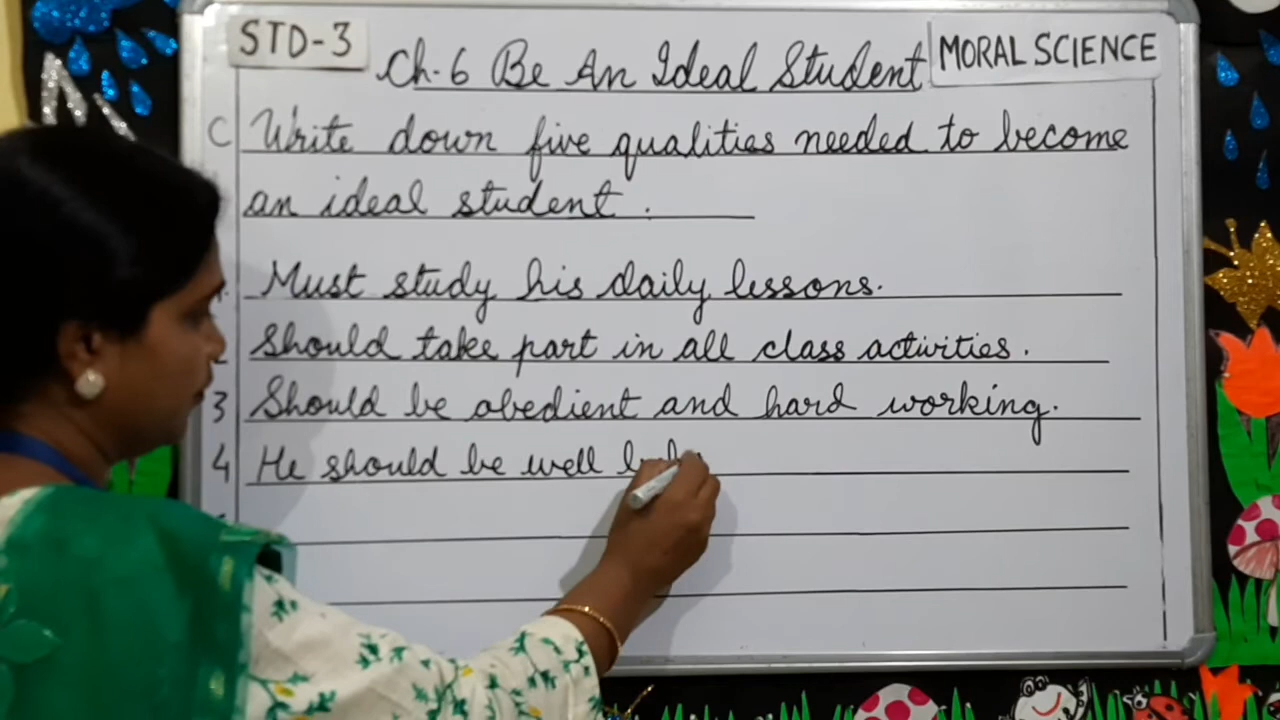 STD-3
Ch-6 Be An Ideal Student
MORAL SCIENCE
C Write down five qualities needed to become
an ideal student.
Must study his daily lessons.
2 Should take part in all class activities.
3 Should be obedient and hard working.
4 He should be well